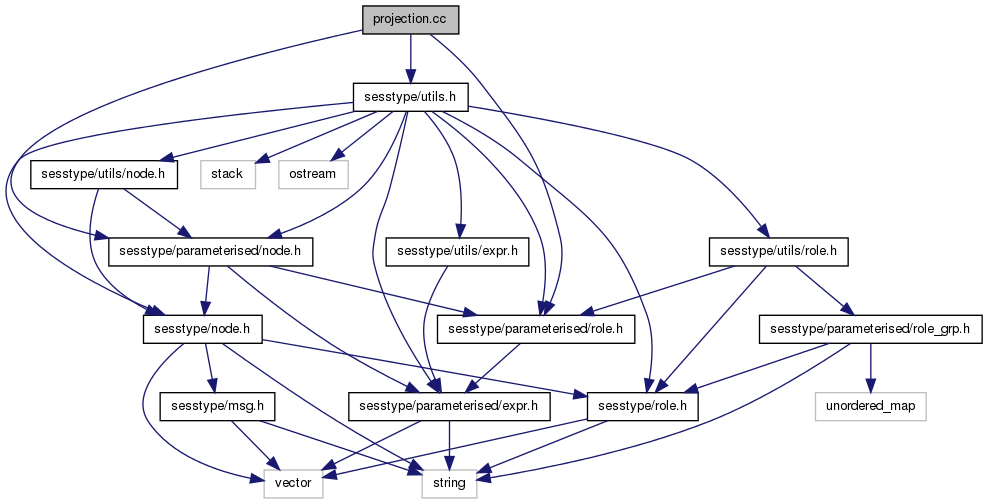 projection.cc
sesstype/utils.h
sesstype/utils/node.h
stack
ostream
sesstype/parameterised/node.h
sesstype/utils/expr.h
sesstype/utils/role.h
sesstype/node.h
sesstype/parameterised/role.h
sesstype/parameterised/role_grp.h
sesstype/msg.h
sesstype/parameterised/expr.h
sesstype/role.h
unordered_map
vector
string